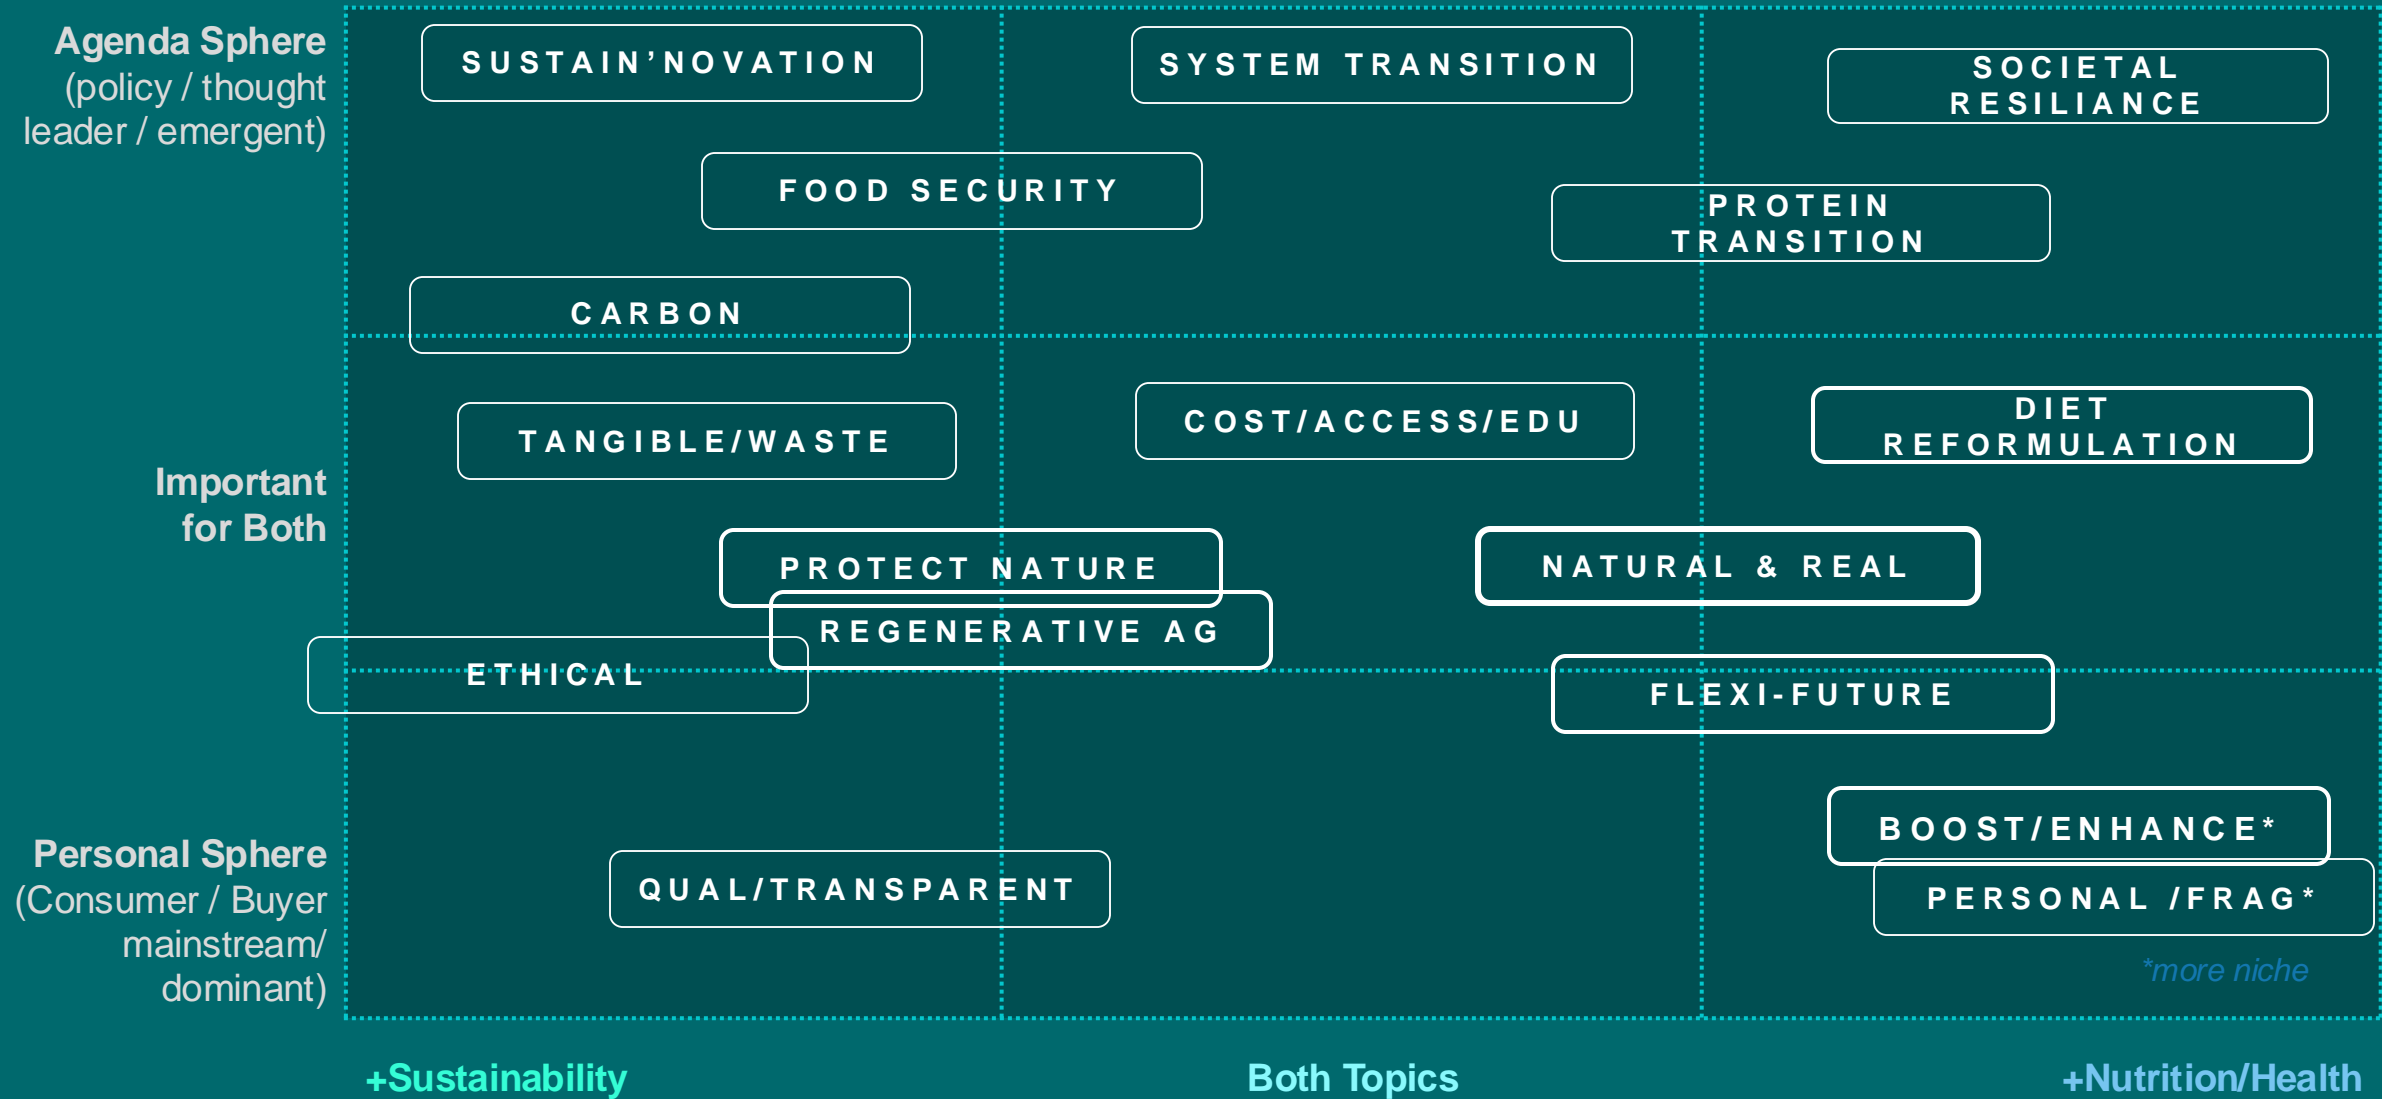 Agenda Sphere
(policy / thought
leader / emergent)
SUSTAIN’NOVATION
SYSTEM TRANSITION
SOCIETAL
RESILIANCE
FOOD SECURITY
PROTEIN
TRANSITION
CARBON
Important
for Both
TANGIBLE/WASTE
COST/ACCESS/EDU
DIET
REFORMULATION
PROTECT NATURE
NATURAL & REAL
REGENERATIVE AG
ETHICAL
FLEXI-FUTURE
Personal Sphere
(Consumer / Buyer
mainstream/
dominant)
BOOST/ENHANCE*
QUAL/TRANSPARENT
PERSONAL /FRAG*
*more niche
+Sustainability
Both Topics
+Nutrition/Health